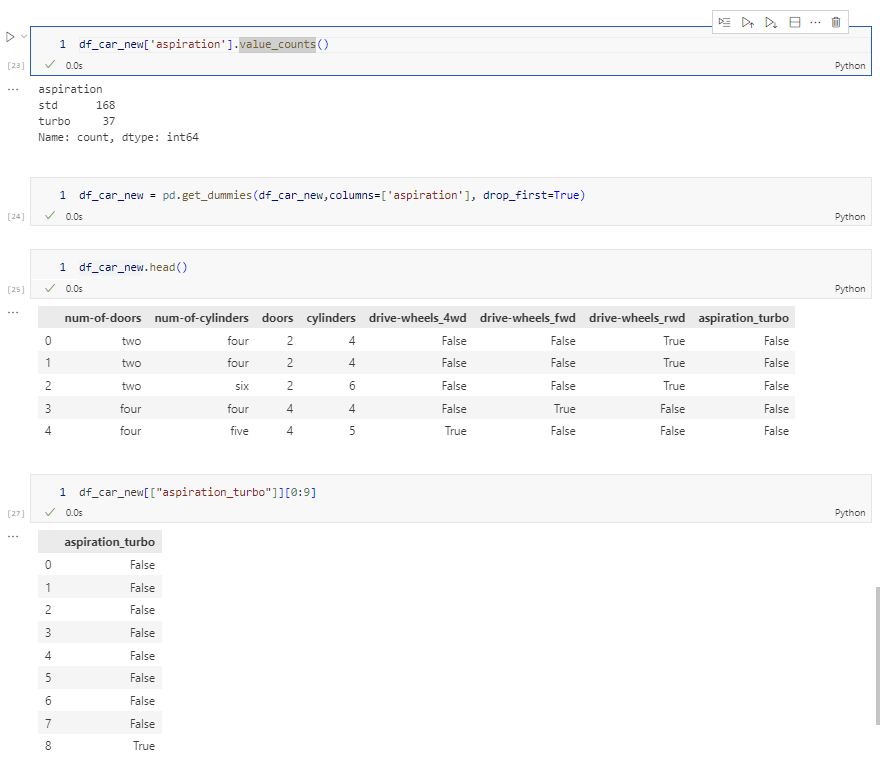 1 df_car_new['aspiration'].value_counts()
[23] 0.0s Python
aspiration
std 168
turbo 37
Name: count, dtype: int64
1 df_car_new = pd.get_dummies(df_car_new,columns=['aspiration'], drop_first=True)
[24] 0.0s Python
1 df_car_new.head()
[25] 0.0s Python
num-of-doors num-of-cylinders doors cylinders drive-wheels_4wd drive-wheels_fwd drive-wheels_rwd aspiration_turbo
0 two four 2 4 False False True False
1 two four 2 4 False False True False
2 two six 2 6 False False True False
3 four four 4 4 False True False False
4 four five 4 5 True False False False
1 df_car_new[["aspiration_turbo"]][0:9]
[27] 0.0s Python
aspiration_turbo
0 False
1 False
2 False
3 False
4 False
5 False
6 False
7 False
8 True